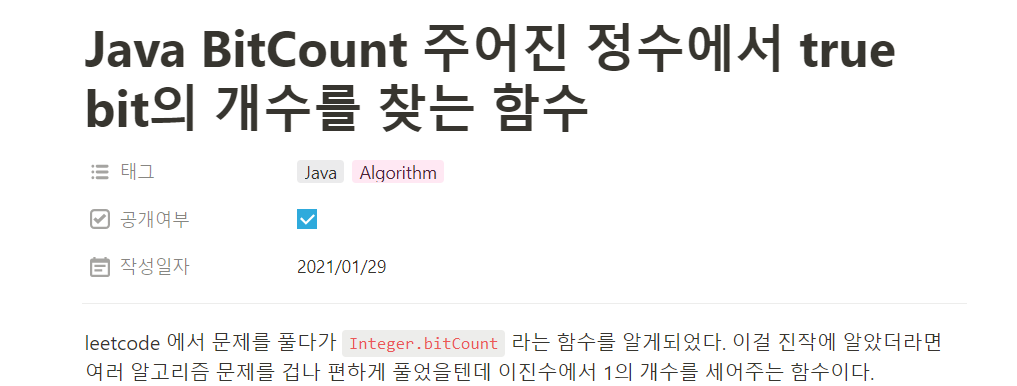 Java BitCount 주어진 정수에서 true
bit의 개수를 찾는 함수
태그 Java Algorithm
공개여부
작성일자 2021/01/29
leetcode 에서 문제를 풀다가 Integer.bitCount 라는 함수를 알게되었다. 이걸 진작에 알았더라면
여러 알고리즘 문제를 겁나 편하게 풀었을텐데 이진수에서 1의 개수를 세어주는 함수이다.